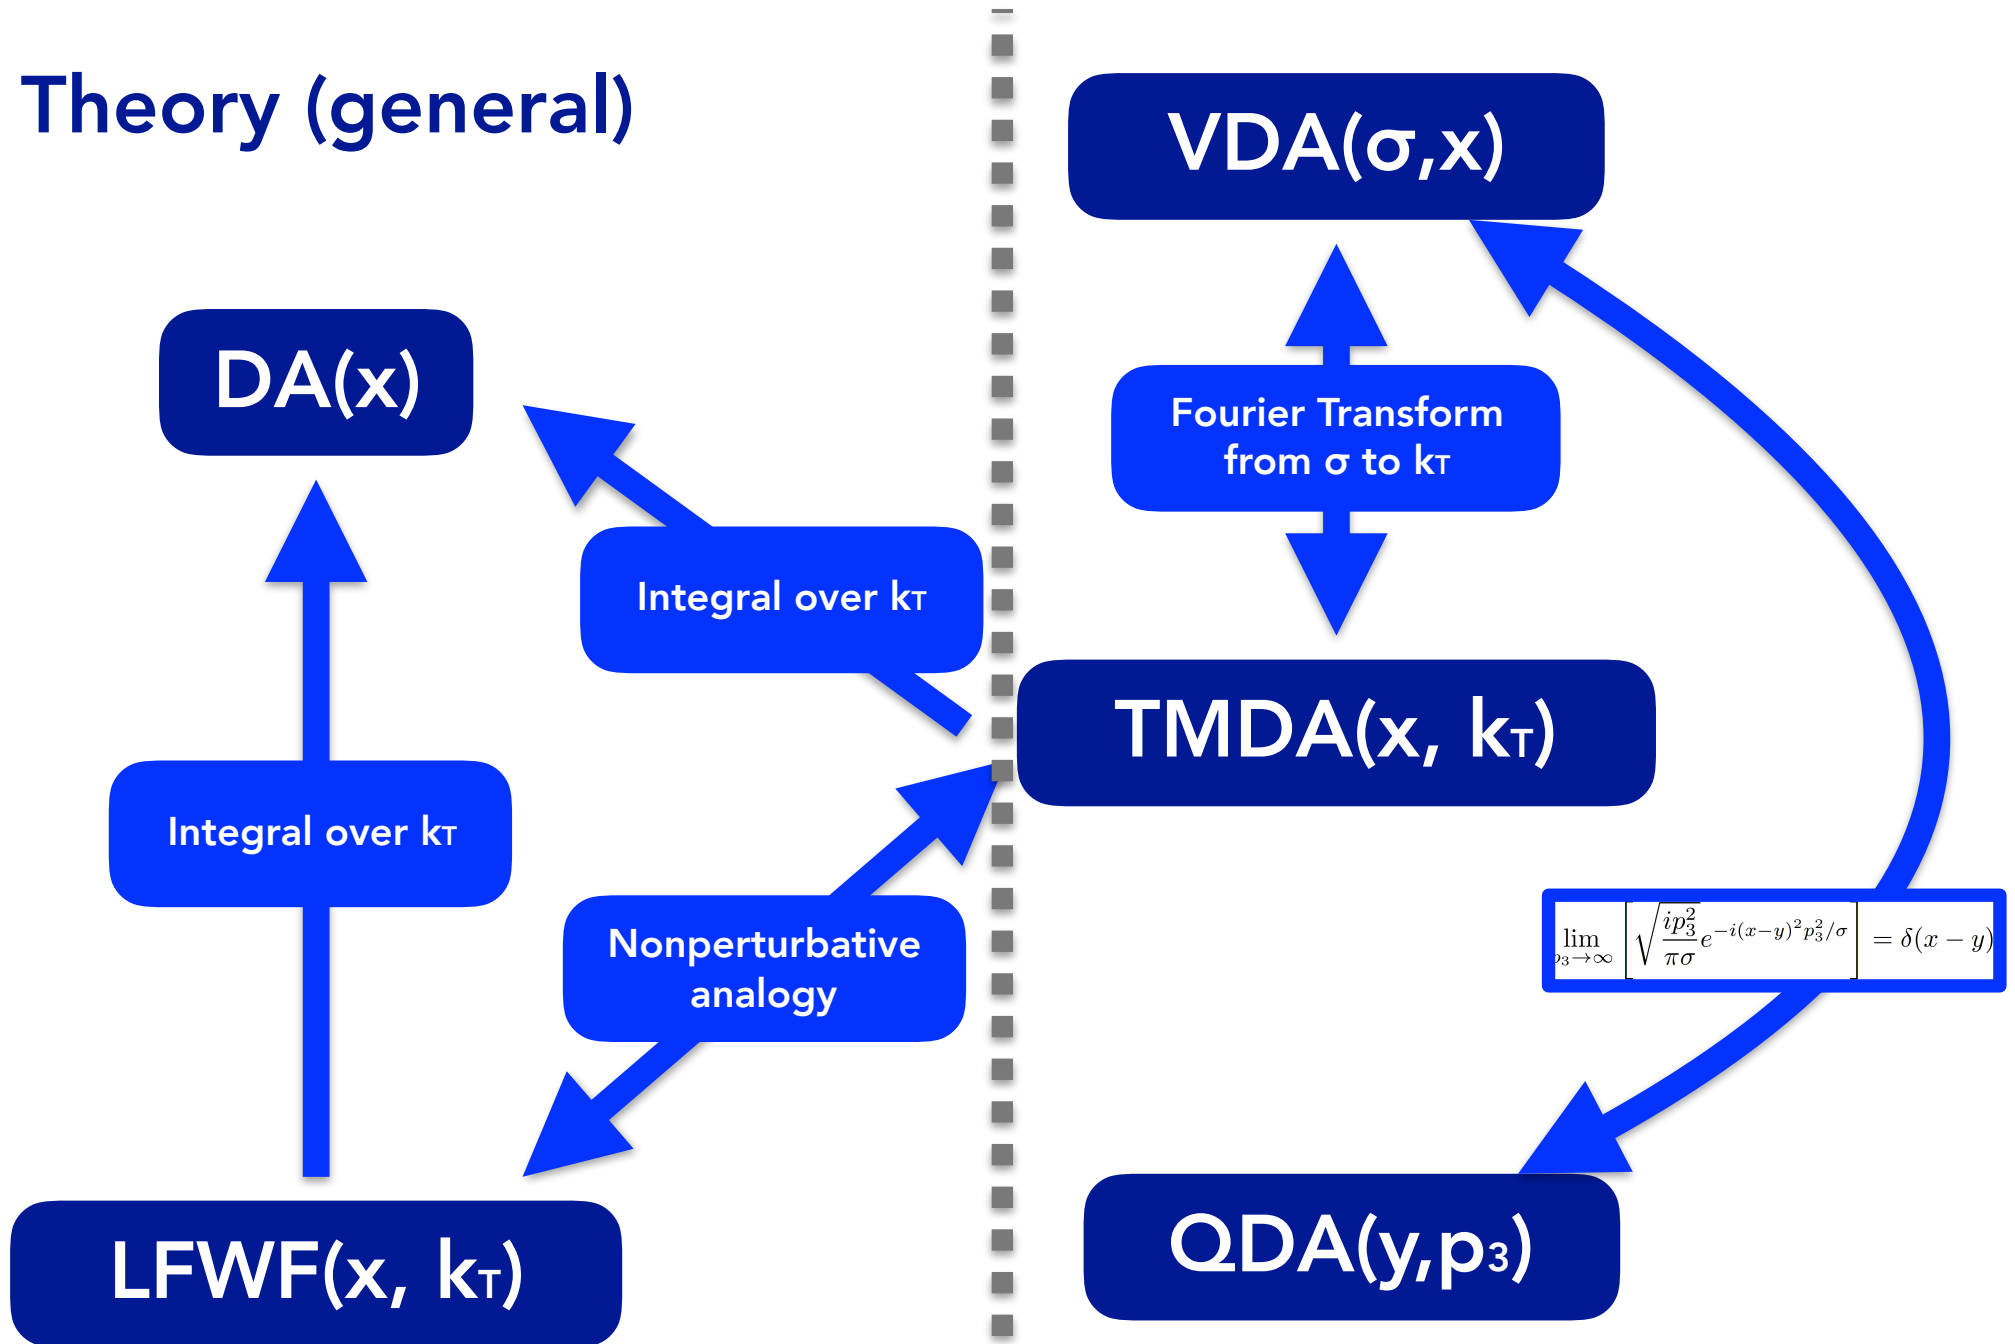 Theory (general)
DA(x)
Integral over kT
Integral over kT
Nonperturbative
analogy
LFWF(x, kT)
VDA(σ,x)
Fourier Transform
from σ to kT
TMDA(x, kT)
lim p₃→∞ [√(ip₃²/πσ) e^{-i(x−y)²p₃²/σ}] = δ(x − y)
QDA(y,p₃)